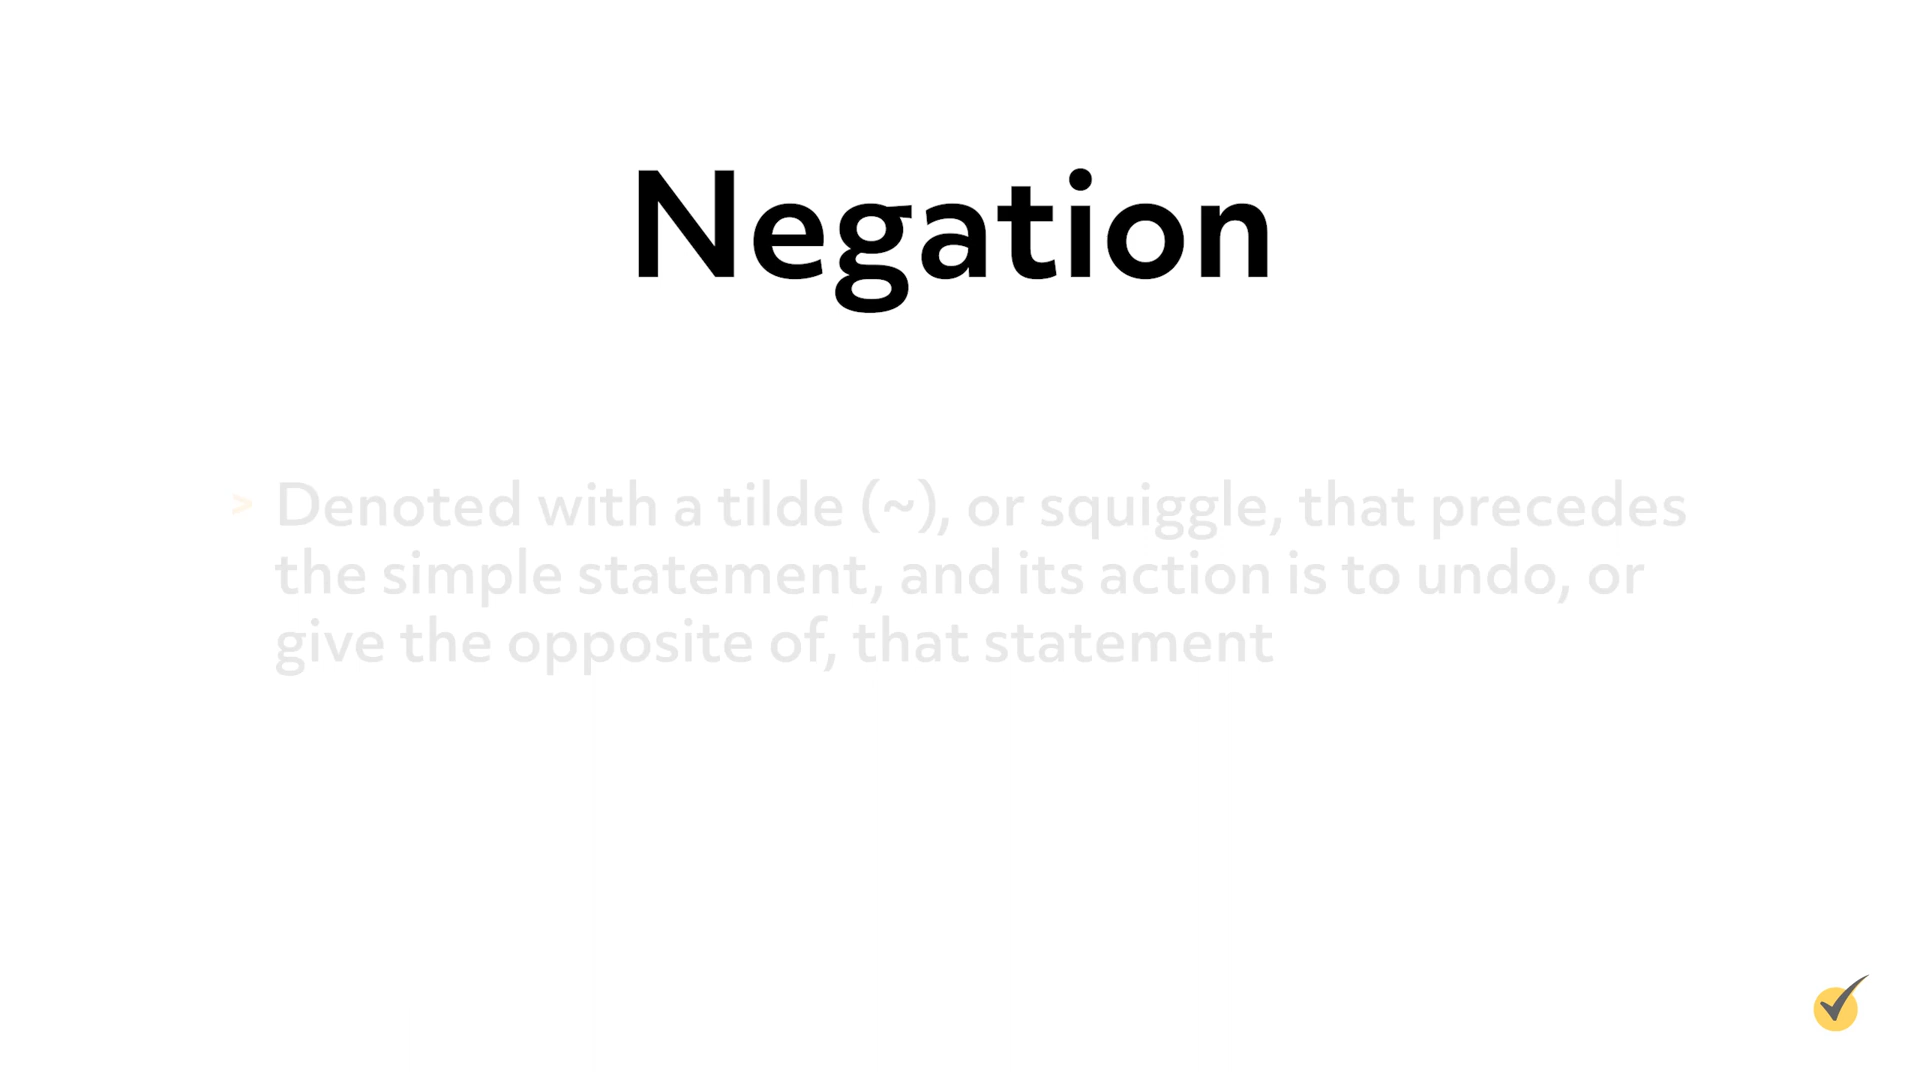 Negation
> Denoted with a tilde (~), or squiggle, that precedes
the simple statement, and its action is to undo, or
give the opposite of, that statement